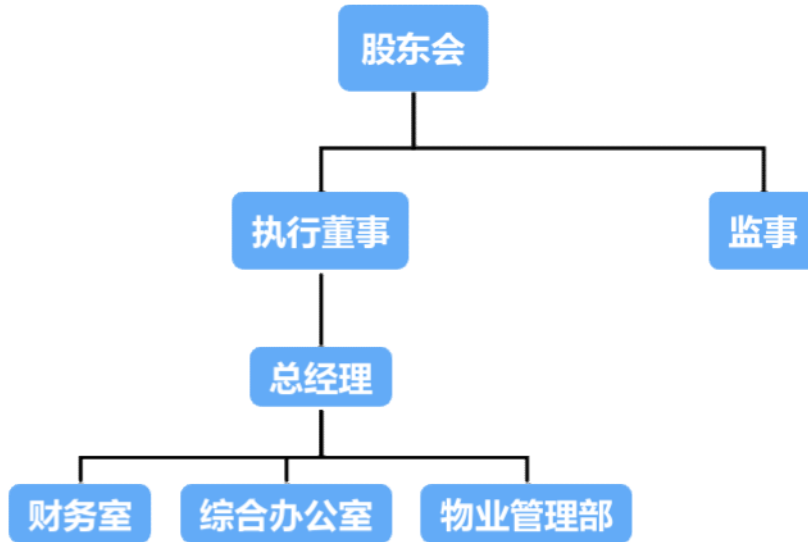 股东会
执行董事
监事
总经理
财务室
综合办公室
物业管理部